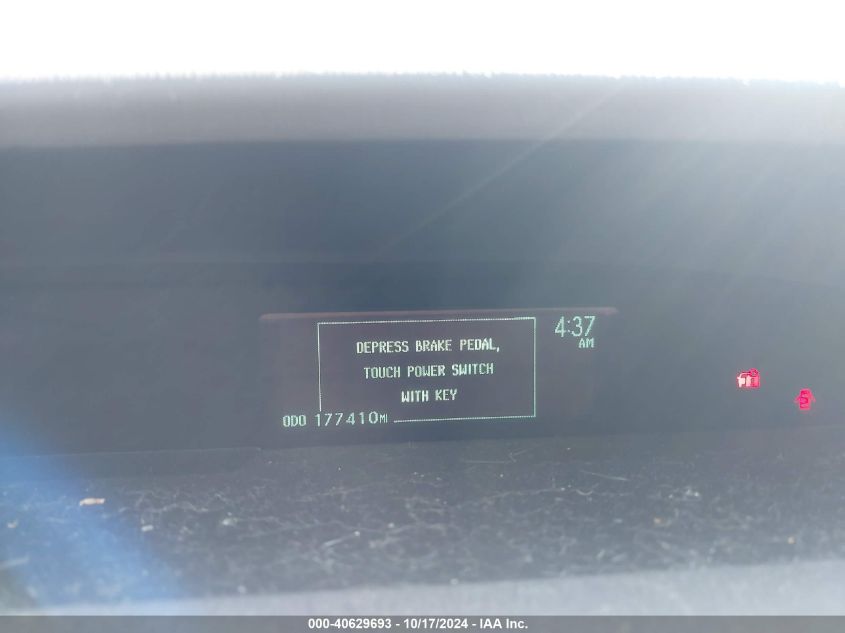 DEPRESS BRAKE PEDAL,
TOUCH POWER SWITCH
WITH KEY
4:37
AM
ODO 177410MI
000-40629693 - 10/17/2024 - IAA Inc.